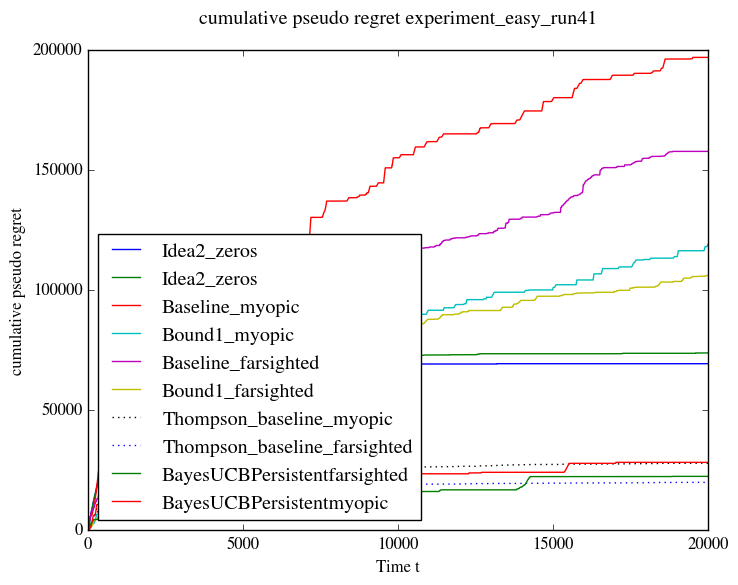 cumulative pseudo regret experiment_easy_run41
200000
150000
100000
50000
0
cumulative pseudo regret
Idea2_zeros
Idea2_zeros
Baseline_myopic
Bound1_myopic
Baseline_farsighted
Bound1_farsighted
Thompson_baseline_myopic
Thompson_baseline_farsighted
BayesUCBPersistentfarsighted
BayesUCBPersistentmyopic
0 5000 10000 15000 20000
Time t